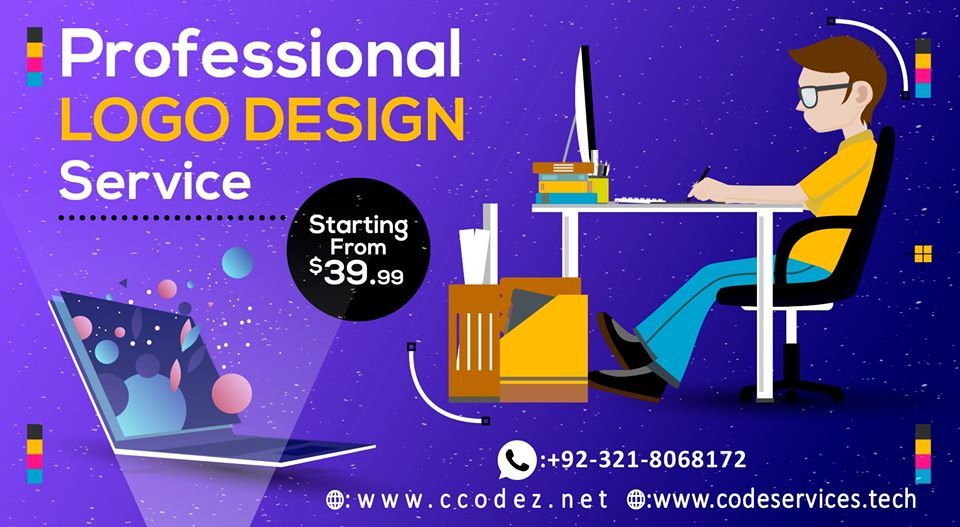 Professional
LOGO DESIGN
Service
Starting
From
$39.99
:+92-321-8068172
: www.ccodez.net :www.codeservices.tech